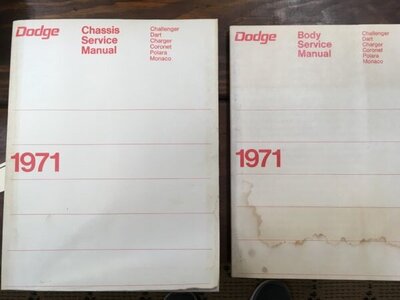 Dodge
Chassis
Service
Manual
Challenger
Dart
Charger
Coronet
Polara
Monaco
1971
Dodge
Body
Service
Manual
Challenger
Dart
Charger
Coronet
Polara
Monaco
1971